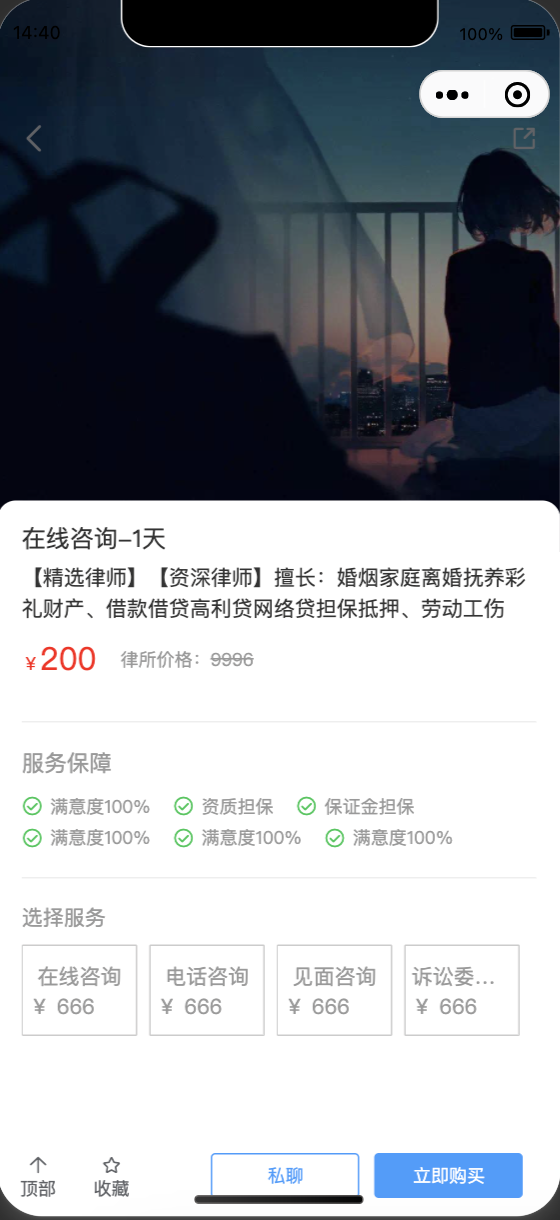 14:40 100%
在线咨询–1天
【精选律师】【资深律师】擅长：婚烟家庭离婚抚养彩
礼财产、借款借贷高利贷网络贷担保抵押、劳动工伤
¥200 律所价格：9996
服务保障
满意度100% 资质担保 保证金担保
满意度100% 满意度100% 满意度100%
选择服务
在线咨询 电话咨询 见面咨询 诉讼委...
¥ 666 ¥ 666 ¥ 666 ¥ 666
顶部 收藏 私聊 立即购买